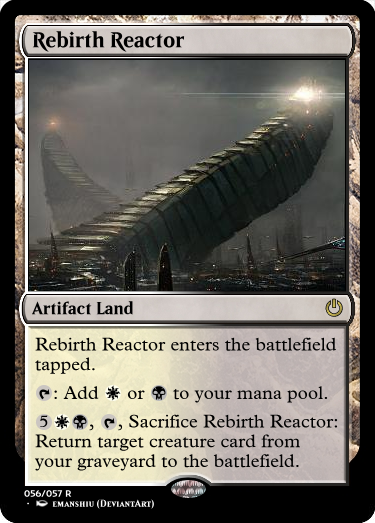 Rebirth Reactor
Artifact Land
Rebirth Reactor enters the battlefield
tapped.
: Add or to your mana pool.
5 , , Sacrifice Rebirth Reactor:
Return target creature card from
your graveyard to the battlefield.
056/057 R
· EMANSHIU (DEVIANTART)